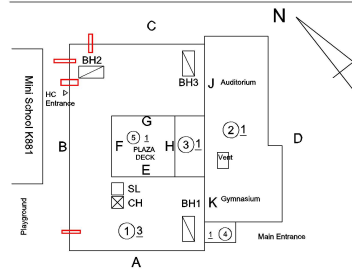 C
N
BH2
BH3
J
Auditorium
HC
Entrance
Mini School K881
G
5 1
PLAZA
DECK
F
H
3 1
2 1
Vent
B
D
E
SL
CH
K
Gymnasium
BH1
Playground
1 3
1 4
Main Entrance
A